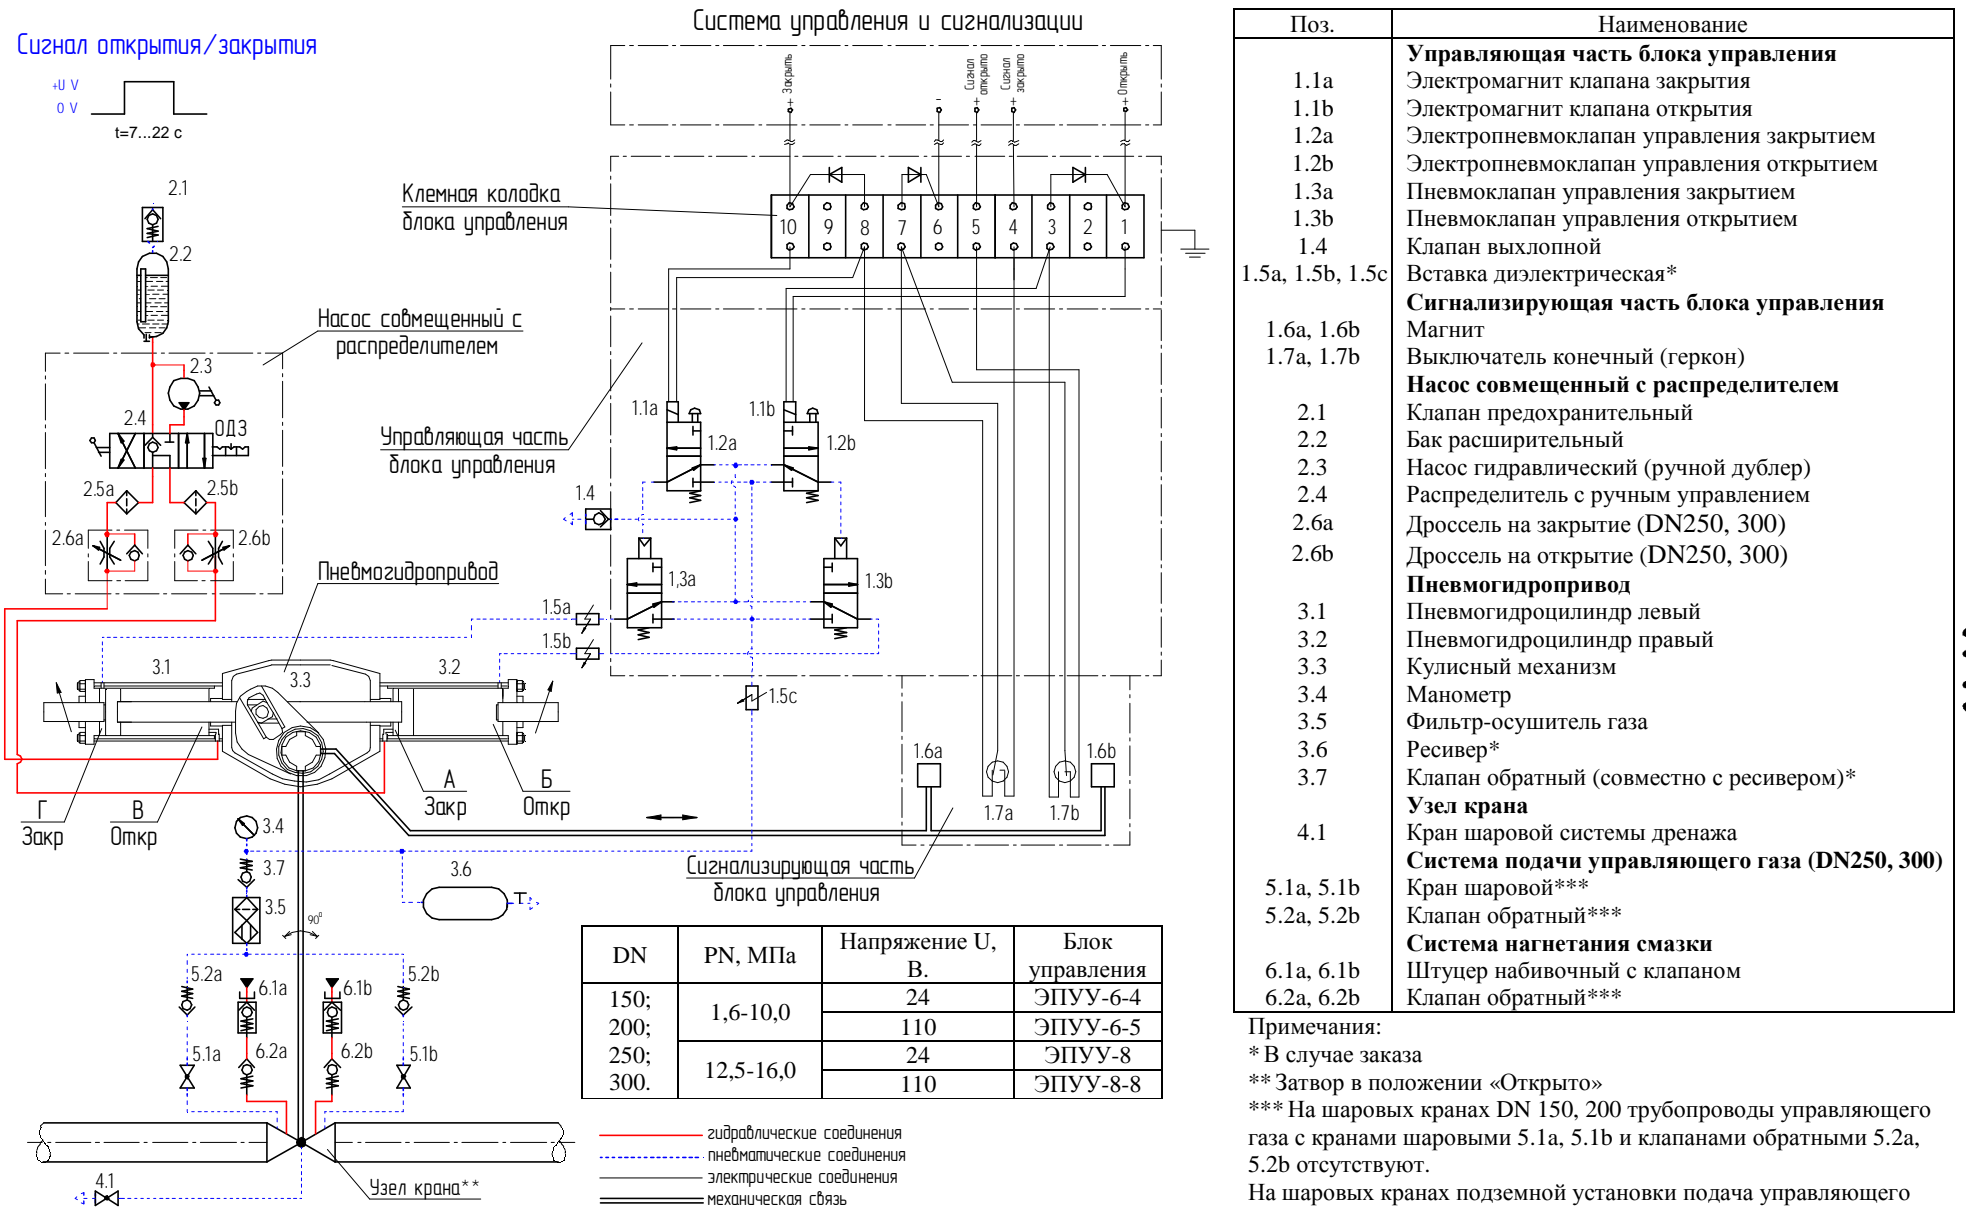 Система управления и сигнализации
Сигнал открытия/закрытия
+U V
0 V
t=7...22 с
+ Закрыть
-
+ Сигнал открыто
+ Сигнал закрыто
+ Открыть
Клемная колодка
блока управления
10 9 8 7 6 5 4 3 2 1
2.1
2.2
Насос совмещенный с
распределителем
2.3
2.4
ОДЗ
2.5a
2.5b
2.6a
2.6b
Управляющая часть
блока управления
1.1a
1.2a
1.1b
1.2b
1.4
1,3a
1.3b
1.5a
1.5b
1.5c
Пневмогидропривод
3.1
3.3
3.2
Г
Закр
В
Откр
А
Закр
Б
Откр
1.6a
1.7a
1.7b
1.6b
Сигнализирующая часть
блока управления
3.4
3.7
3.5
3.6
90⁰
5.2a
6.1a
6.1b
5.2b
5.1a
6.2a
6.2b
5.1b
4.1
Узел крана**
DN PN, МПа Напряжение U, В. Блок управления
150; 200; 250; 300.
1,6-10,0 24 ЭПУУ-6-4
110 ЭПУУ-6-5
12,5-16,0 24 ЭПУУ-8
110 ЭПУУ-8-8
гидравлические соединения
пневматические соединения
электрические соединения
механическая связь
Поз. Наименование
Управляющая часть блока управления
1.1a Электромагнит клапана закрытия
1.1b Электромагнит клапана открытия
1.2a Электропневмоклапан управления закрытием
1.2b Электропневмоклапан управления открытием
1.3a Пневмоклапан управления закрытием
1.3b Пневмоклапан управления открытием
1.4 Клапан выхлопной
1.5a, 1.5b, 1.5c Вставка диэлектрическая*
Сигнализирующая часть блока управления
1.6a, 1.6b Магнит
1.7a, 1.7b Выключатель конечный (геркон)
Насос совмещенный с распределителем
2.1 Клапан предохранительный
2.2 Бак расширительный
2.3 Насос гидравлический (ручной дублер)
2.4 Распределитель с ручным управлением
2.6a Дроссель на закрытие (DN250, 300)
2.6b Дроссель на открытие (DN250, 300)
Пневмогидропривод
3.1 Пневмогидроцилиндр левый
3.2 Пневмогидроцилиндр правый
3.3 Кулисный механизм
3.4 Манометр
3.5 Фильтр-осушитель газа
3.6 Ресивер*
3.7 Клапан обратный (совместно с ресивером)*
Узел крана
4.1 Кран шаровой системы дренажа
Система подачи управляющего газа (DN250, 300)
5.1a, 5.1b Кран шаровой***
5.2a, 5.2b Клапан обратный***
Система нагнетания смазки
6.1a, 6.1b Штуцер набивочный с клапаном
6.2a, 6.2b Клапан обратный***
Примечания:
* В случае заказа
** Затвор в положении «Открыто»
*** На шаровых кранах DN 150, 200 трубопроводы управляющего
газа с кранами шаровыми 5.1a, 5.1b и клапанами обратными 5.2a,
5.2b отсутствуют.
На шаровых кранах подземной установки подача управляющего